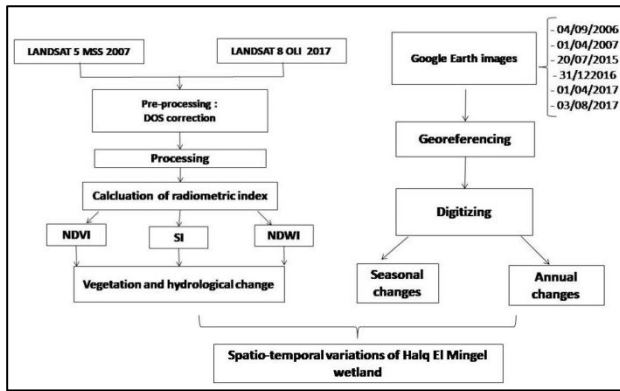 LANDSAT 5 MSS 2007
LANDSAT 8 OLI 2017
Pre-processing :
DOS correction
Processing
Calcluation of radiometric index
NDVI
SI
NDWI
Vegetation and hydrological change
Google Earth images
- 04/09/2006
- 01/04/2007
- 20/07/2015
- 31/122016
- 01/04/2017
- 03/08/2017
Georeferencing
Digitizing
Seasonal
changes
Annual
changes
Spatio-temporal variations of Halq El Mingel
wetland